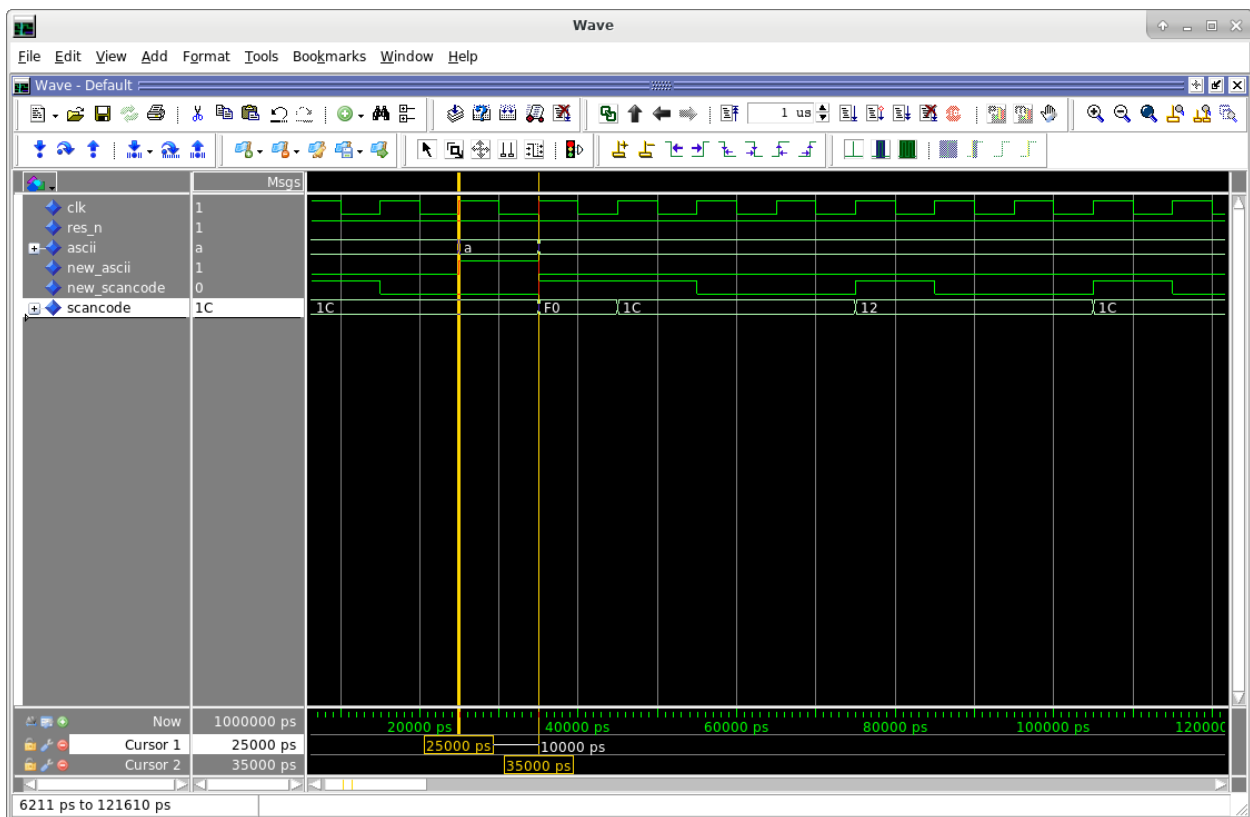 Wave
File Edit View Add Format Tools Bookmarks Window Help
Wave - Default
1 us
Msgs
clk 1
res_n 1
ascii a a
new_ascii 1
new_scancode 0
scancode 1C 1C F0 1C 12 1C
Now 1000000 ps 20000 ps 40000 ps 60000 ps 80000 ps 100000 ps 120000
Cursor 1 25000 ps 25000 ps 10000 ps
Cursor 2 35000 ps 35000 ps
6211 ps to 121610 ps